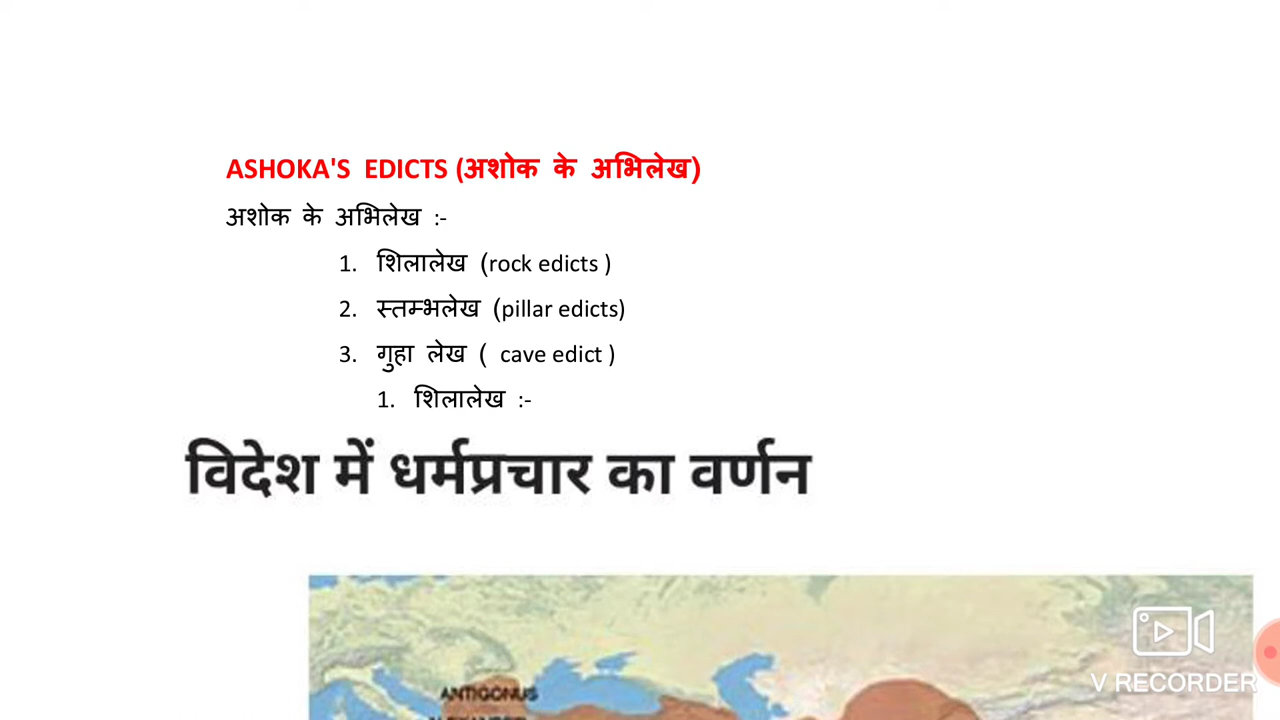 ASHOKA'S EDICTS (अशोक के अभिलेख)
अशोक के अभिलेख :-
1. शिलालेख (rock edicts )
2. स्तम्भलेख (pillar edicts)
3. गुहा लेख ( cave edict )
1. शिलालेख :-
विदेश में धर्मप्रचार का वर्णन
ANTIGONUS
V RECORDER